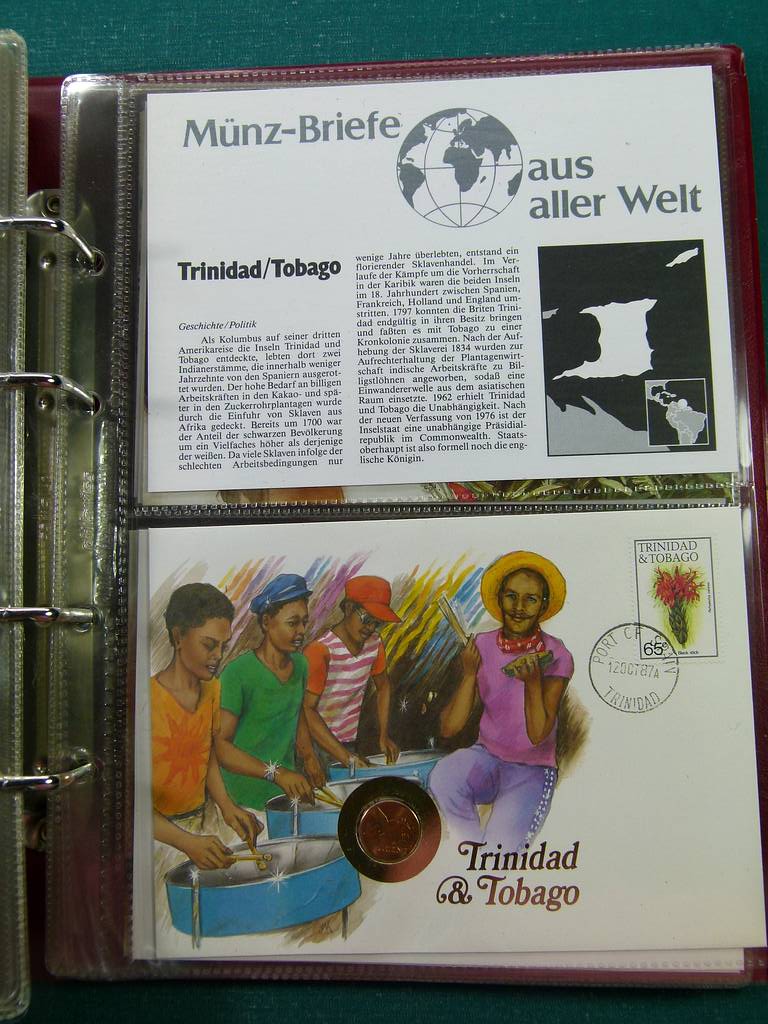 Münz-Briefe
aus
aller Welt
Trinidad/Tobago
Geschichte/Politik
Als Kolumbus auf seiner dritten
Amerikareise die Inseln Trinidad und
Tobago entdeckte, lebten dort zwei
Indianerstämme, die innerhalb weniger
Jahrzehnte von den Spaniern ausgerot-
tet wurden. Der hohe Bedarf an billigen
Arbeitskräften in den Kakao- und spä-
ter in den Zuckerrohrplantagen wurde
durch die Einfuhr von Sklaven aus
Afrika gedeckt. Bereits um 1700 war
der Anteil der schwarzen Bevölkerung
um ein Vielfaches höher als derjenige
der weißen. Da viele Sklaven infolge der
schlechten Arbeitsbedingungen nur
wenige Jahre überlebten, entstand ein
florierender Sklavenhandel. Im Ver-
laufe der Kämpfe um die Vorherrschaft
in der Karibik waren die beiden Inseln
im 18. Jahrhundert zwischen Spanien,
Frankreich, Holland und England um-
stritten. 1797 konnten die Briten Trini-
dad endgültig in ihren Besitz bringen
und faßten es mit Tobago zu einer
Kronkolonie zusammen. Nach der Auf-
hebung der Sklaverei 1834 wurden zur
Aufrechterhaltung der Plantagenwirt-
schaft indische Arbeitskräfte zu Bil-
ligstlöhnen angeworben, sodaß eine
Einwandererwelle aus dem asiatischen
Raum einsetzte. 1962 erhielt Trinidad
und Tobago die Unabhängigkeit. Nach
der neuen Verfassung von 1976 ist der
Inselstaat eine unabhängige Präsidial-
republik im Commonwealth. Staats-
oberhaupt ist also formell noch die eng-
lische Königin.
TRINIDAD
& TOBAGO
65c
Black stick
PORT OF SPAIN
12OCT87A
TRINIDAD
Trinidad
& Tobago